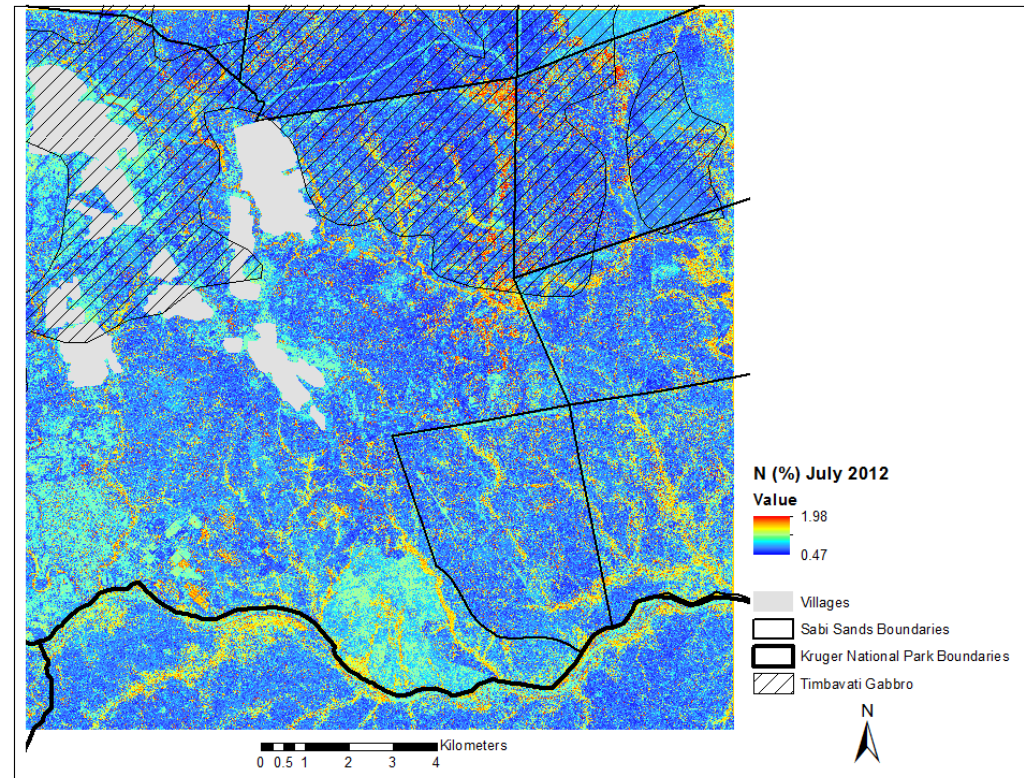 N (%) July 2012
Value
1.98
0.47
Villages
Sabi Sands Boundaries
Kruger National Park Boundaries
Timbavati Gabbro
N
Kilometers
0 0.5 1 2 3 4